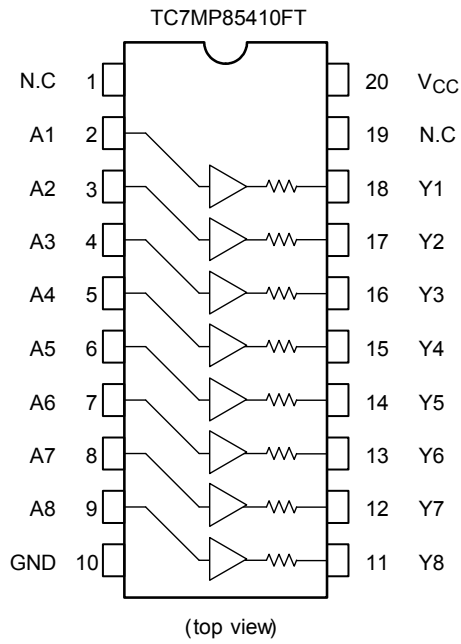 TC7MP85410FT
N.C 1 20 VCC
A1 2 19 N.C
A2 3 18 Y1
A3 4 17 Y2
A4 5 16 Y3
A5 6 15 Y4
A6 7 14 Y5
A7 8 13 Y6
A8 9 12 Y7
GND 10 11 Y8
(top view)